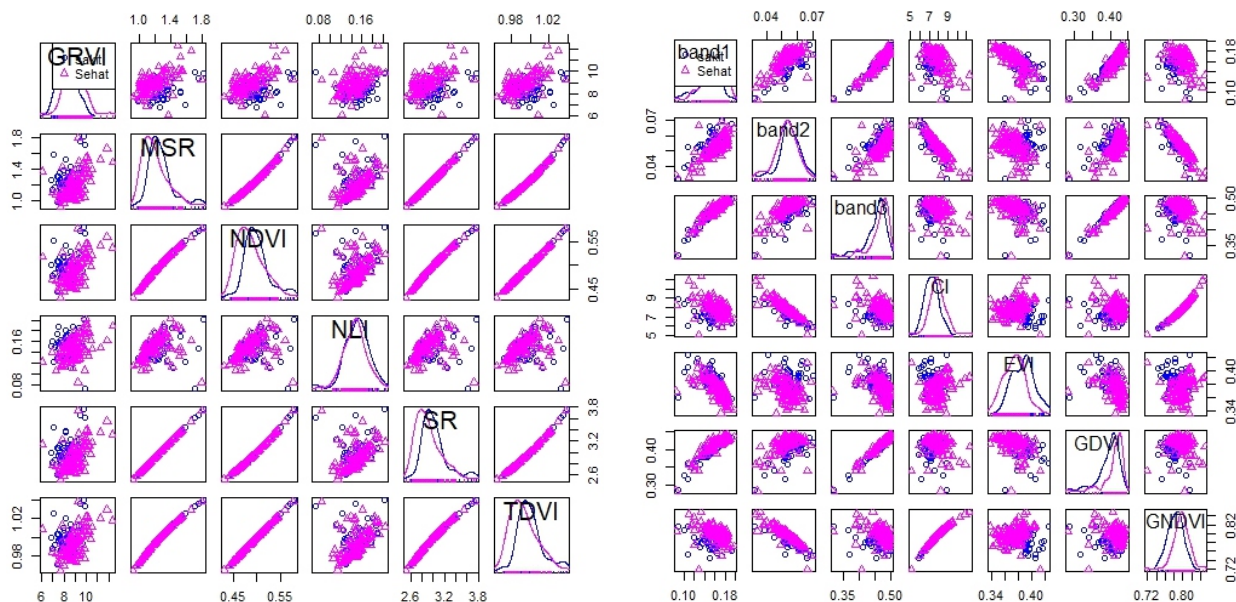 1.0 1.4 1.8
0.08 0.16
0.98 1.02
GRVI
Sehat
6 8 10
MSR
1.0 1.4 1.8
NDVI
0.45 0.55
NLI
0.08 0.16
SR
2.6 3.2 3.8
TDVI
0.98 1.02
6 8 10
0.45 0.55
2.6 3.2 3.8
0.04 0.07
5 7 9
0.30 0.40
band1
Sakit
Sehat
0.10 0.18
band2
0.04 0.07
band3
0.35 0.50
CI
5 7 9
EVI
0.34 0.40
GDVI
0.30 0.40
GNDVI
0.72 0.82
0.10 0.14 0.18
0.35 0.50
0.34 0.40
0.72 0.80